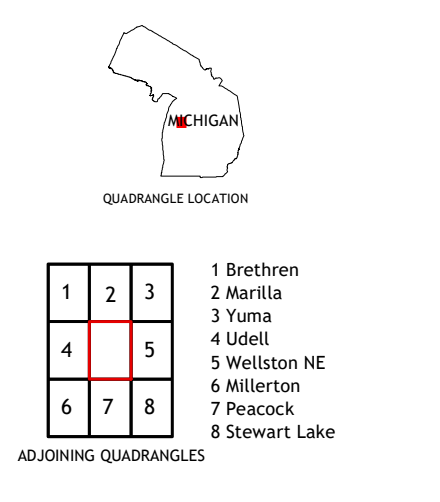 MICHIGAN
QUADRANGLE LOCATION
1 2 3
4 5
6 7 8
1 Brethren
2 Marilla
3 Yuma
4 Udell
5 Wellston NE
6 Millerton
7 Peacock
8 Stewart Lake
ADJOINING QUADRANGLES